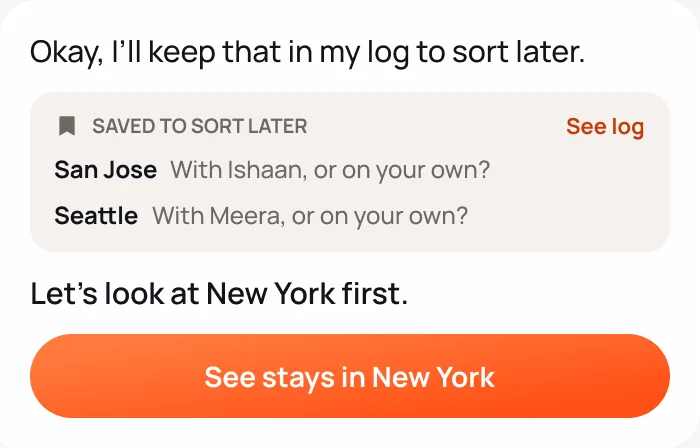 Okay, I’ll keep that in my log to sort later.
SAVED TO SORT LATER See log
San Jose With Ishaan, or on your own?
Seattle With Meera, or on your own?
Let’s look at New York first.
See stays in New York